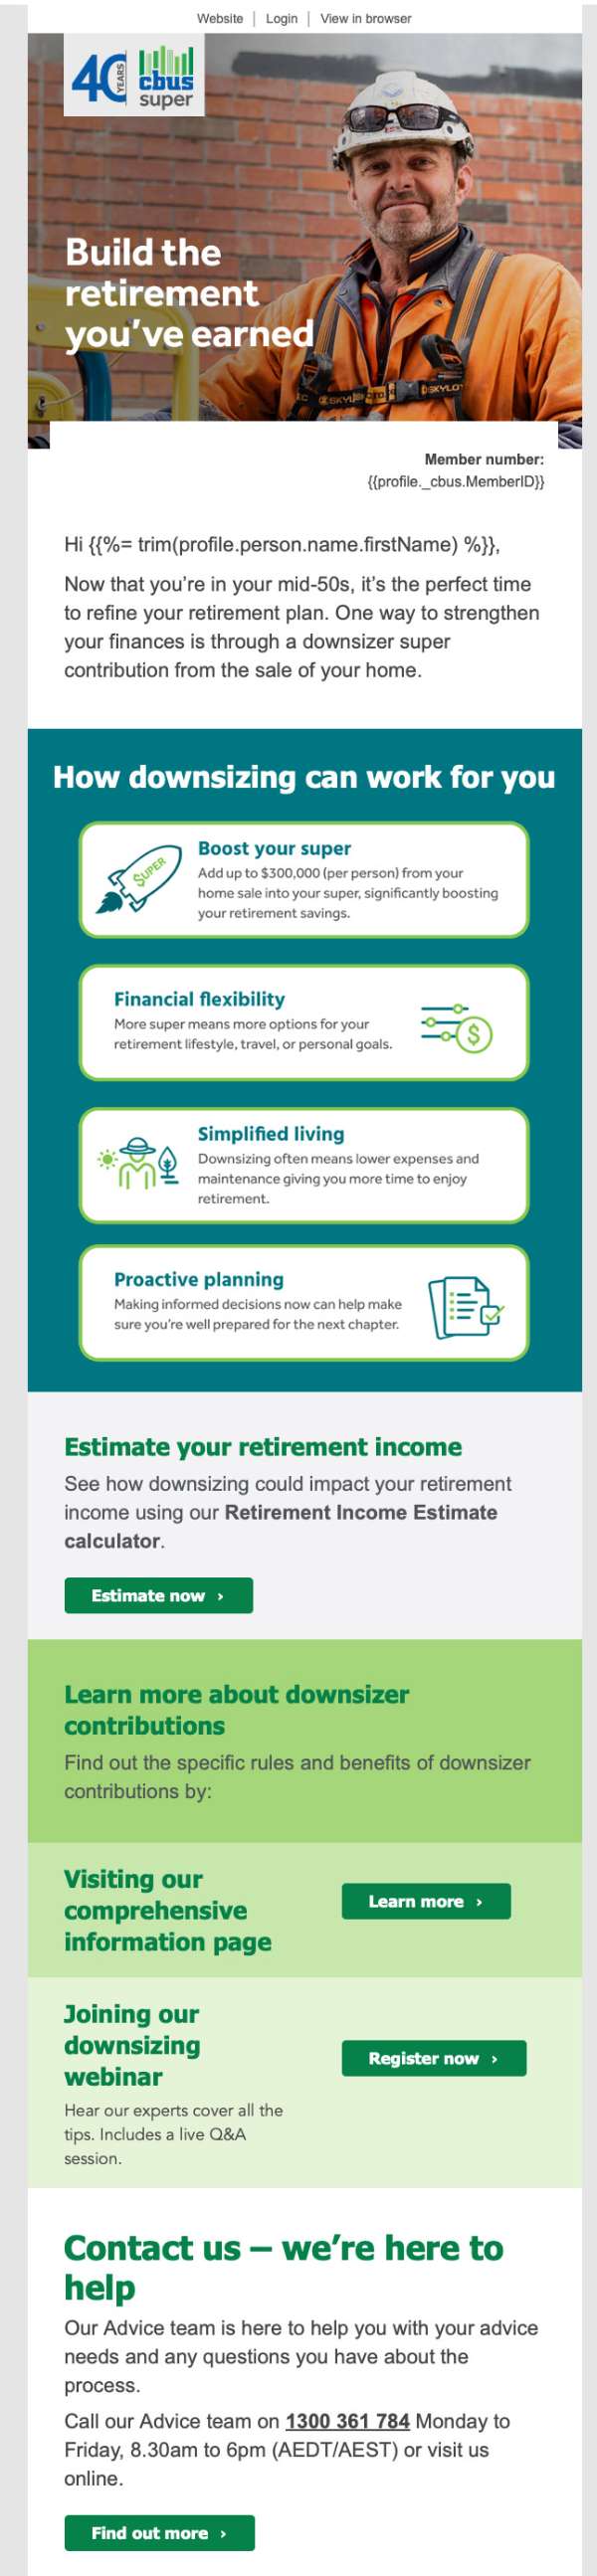 Website | Login | View in browser
40 YEARS
cbus
super
Build the
retirement
you've earned
Member number:
{{profile._cbus.MemberID}}
Hi {{%= trim(profile.person.name.firstName) %}},
Now that you're in your mid-50s, it's the perfect time
to refine your retirement plan. One way to strengthen
your finances is through a downsizer super
contribution from the sale of your home.
How downsizing can work for you
SUPER
Boost your super
Add up to $300,000 (per person) from your
home sale into your super, significantly boosting
your retirement savings.
Financial flexibility
More super means more options for your
retirement lifestyle, travel, or personal goals.
$
Simplified living
Downsizing often means lower expenses and
maintenance giving you more time to enjoy
retirement.
Proactive planning
Making informed decisions now can help make
sure you're well prepared for the next chapter.
Estimate your retirement income
See how downsizing could impact your retirement
income using our Retirement Income Estimate
calculator.
Estimate now ›
Learn more about downsizer
contributions
Find out the specific rules and benefits of downsizer
contributions by:
Visiting our
comprehensive
information page
Learn more ›
Joining our
downsizing
webinar
Register now ›
Hear our experts cover all the
tips. Includes a live Q&A
session.
Contact us – we're here to
help
Our Advice team is here to help you with your advice
needs and any questions you have about the
process.
Call our Advice team on 1300 361 784 Monday to
Friday, 8.30am to 6pm (AEDT/AEST) or visit us
online.
Find out more ›